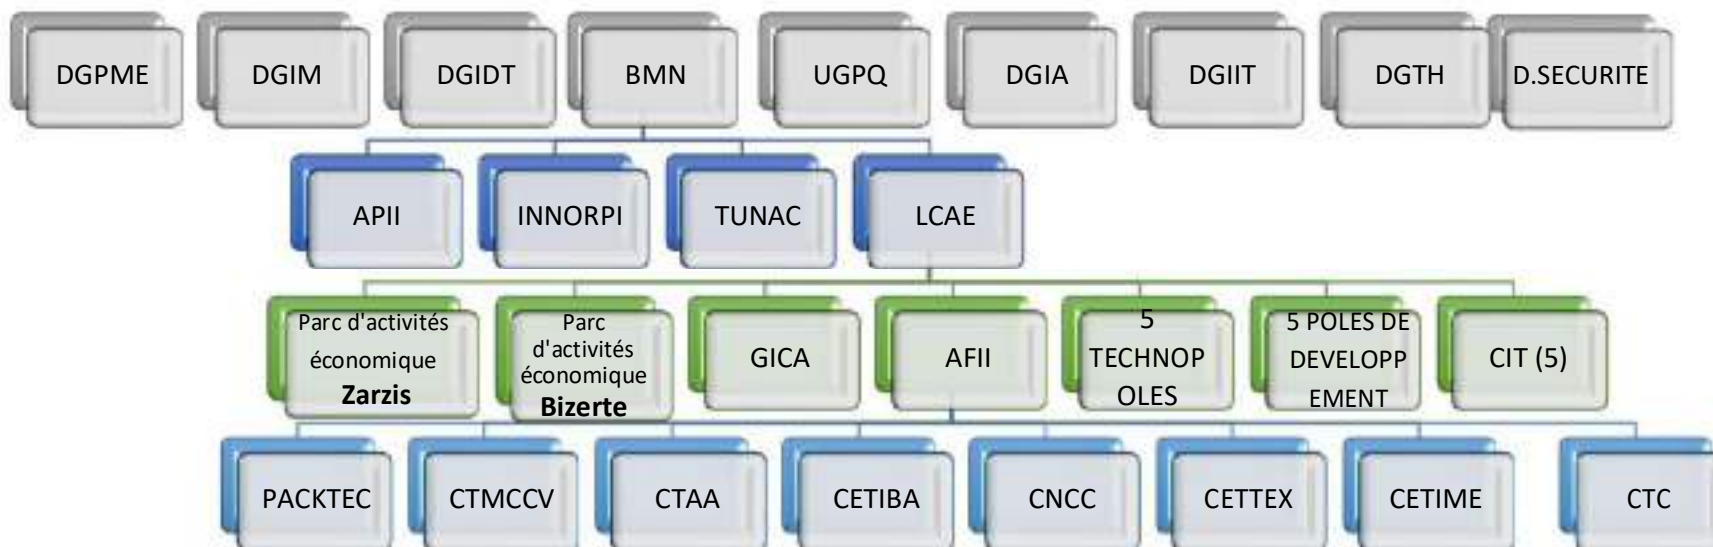 DGPME
DGIM
DGIDT
BMN
UGPQ
DGIA
DGIIT
DGTH
D.SECURITE
APII
INNORPI
TUNAC
LCAE
Parc d'activités
économique
Zarzis
Parc
d'activités
économique
Bizerte
GICA
AFII
5
TECHNOP
OLES
5 POLES DE
DEVELOPP
EMENT
CIT (5)
PACKTEC
CTMCCV
CTAA
CETIBA
CNCC
CETTEX
CETIME
CTC